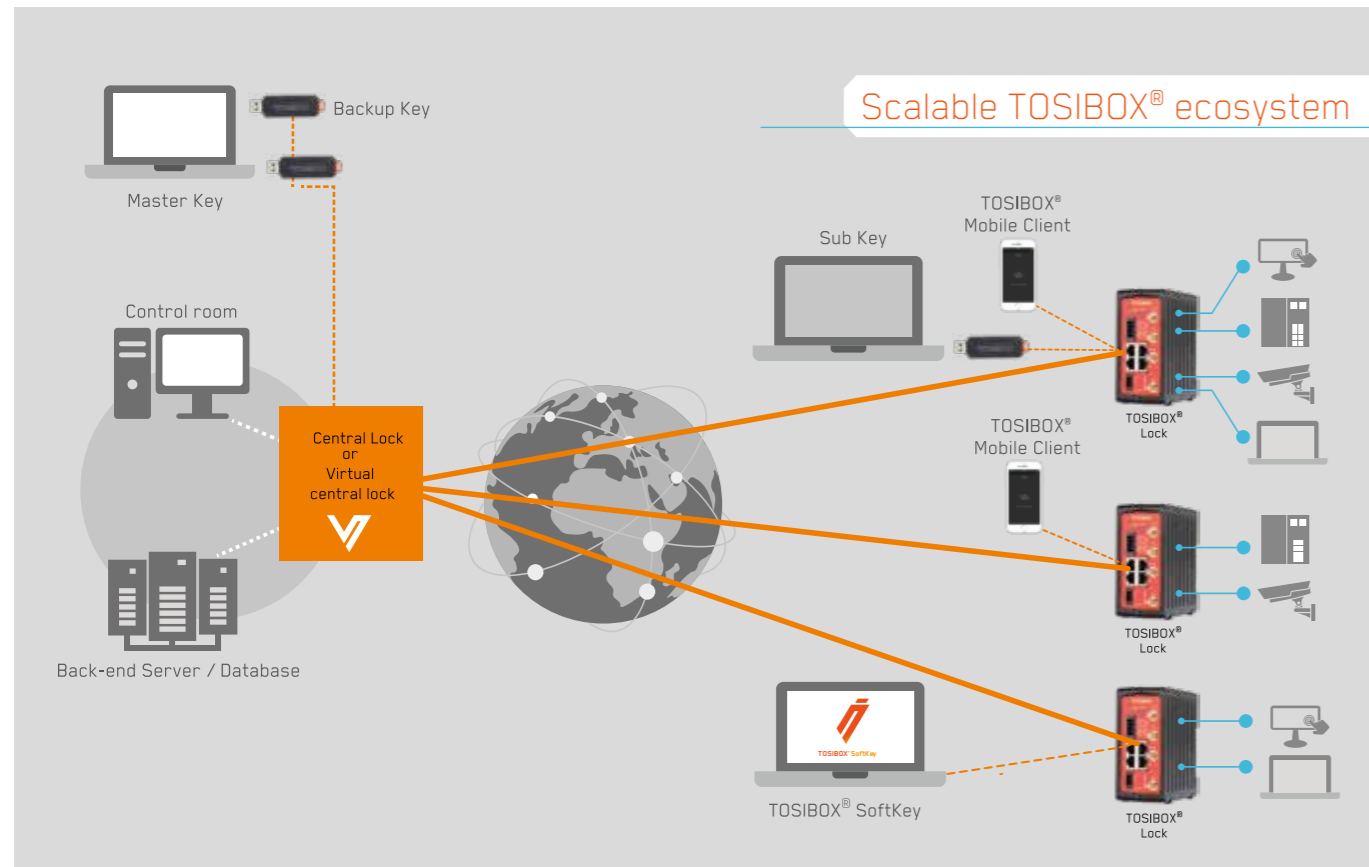 Scalable TOSIBOX® ecosystem
Backup Key
Master Key
Control room
Central Lock
or
Virtual
central lock
Back-end Server / Database
Sub Key
TOSIBOX®
Mobile Client
TOSIBOX®
Lock
TOSIBOX®
Mobile Client
TOSIBOX®
Lock
TOSIBOX® SoftKey
TOSIBOX® SoftKey
TOSIBOX®
Lock